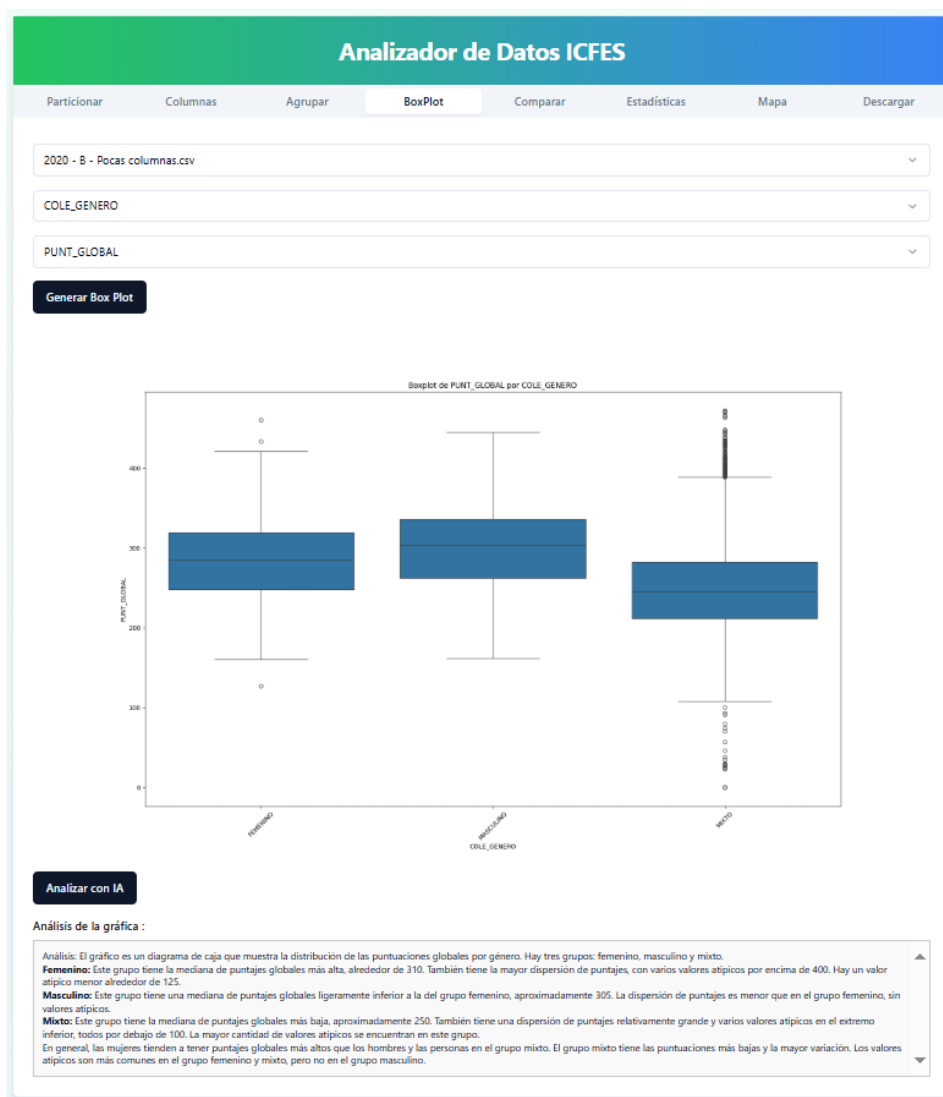 Analizador de Datos ICFES
Particionar Columnas Agrupar BoxPlot Comparar Estadísticas Mapa Descargar
2020 - B - Pocas columnas.csv
COLE_GENERO
PUNT_GLOBAL
Generar Box Plot
Boxplot de PUNT_GLOBAL por COLE_GENERO
400
300
PUNT_GLOBAL
200
100
0
FEMENINO MASCULINO MIXTO
COLE_GENERO
Analizar con IA
Análisis de la gráfica :
Análisis: El gráfico es un diagrama de caja que muestra la distribución de las puntuaciones globales por género. Hay tres grupos: femenino, masculino y mixto.
Femenino: Este grupo tiene la mediana de puntajes globales más alta, alrededor de 310. También tiene la mayor dispersión de puntajes, con varios valores atípicos por encima de 400. Hay un valor
atípico menor alrededor de 125.
Masculino: Este grupo tiene una mediana de puntajes globales ligeramente inferior a la del grupo femenino, aproximadamente 305. La dispersión de puntajes es menor que en el grupo femenino, sin
valores atípicos.
Mixto: Este grupo tiene la mediana de puntajes globales más baja, aproximadamente 250. También tiene una dispersión de puntajes relativamente grande y varios valores atípicos en el extremo
inferior, todos por debajo de 100. La mayor cantidad de valores atípicos se encuentran en este grupo.
En general, las mujeres tienden a tener puntajes globales más altos que los hombres y las personas en el grupo mixto. El grupo mixto tiene las puntuaciones más bajas y la mayor variación. Los valores
atípicos son más comunes en el grupo femenino y mixto, pero no en el grupo masculino.